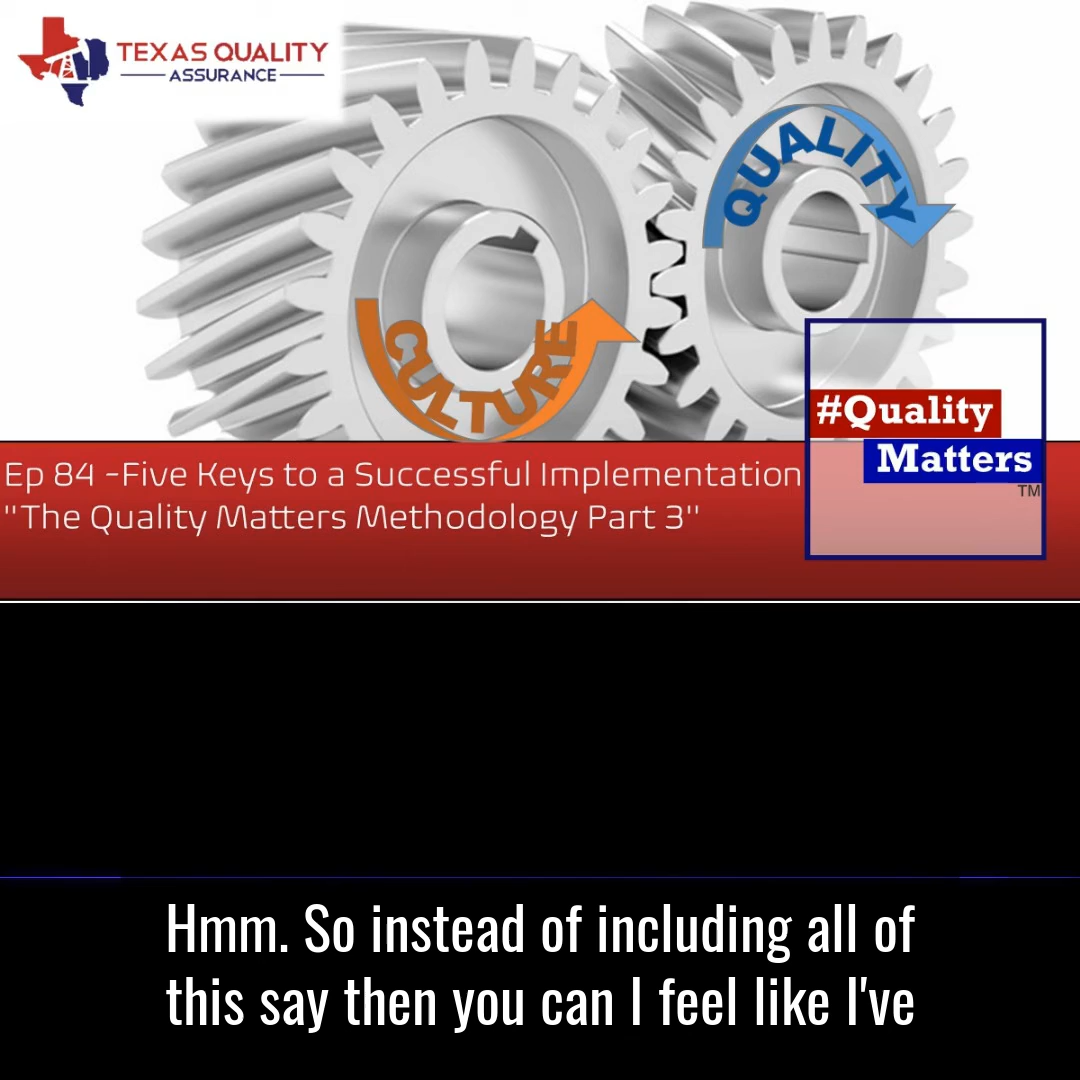 TEXAS QUALITY
ASSURANCE
QUALITY
CULTURE
#Quality
Matters
TM
Ep 84 -Five Keys to a Successful Implementation
"The Quality Matters Methodology Part 3"
Hmm. So instead of including all of
this say then you can I feel like I've